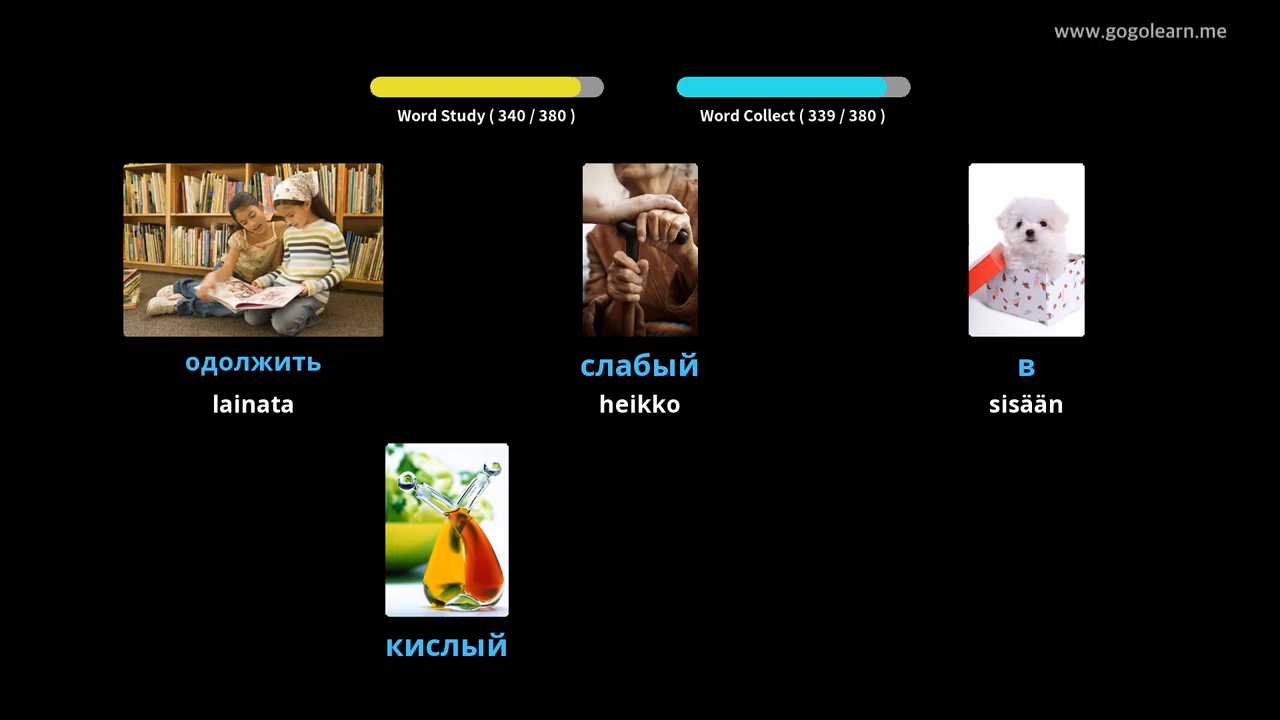 www.gogolearn.me
Word Study ( 340 / 380 )
Word Collect ( 339 / 380 )
одолжить
lainata
слабый
heikko
в
sisään
кислый